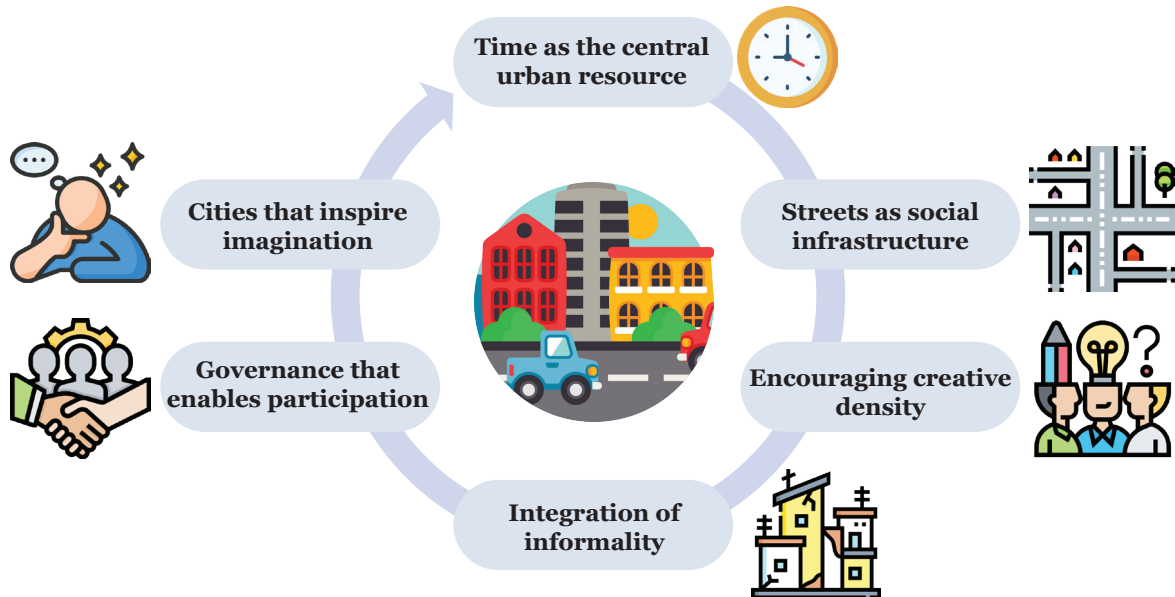 Time as the central
urban resource
Streets as social
infrastructure
Encouraging creative
density
Integration of
informality
Governance that
enables participation
Cities that inspire
imagination